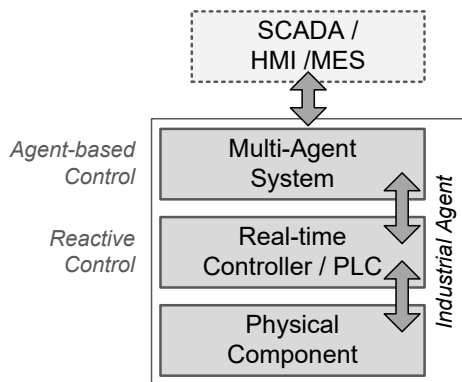 SCADA /
HMI /MES
Agent-based
Control
Multi-Agent
System
Reactive
Control
Real-time
Controller / PLC
Physical
Component
Industrial Agent